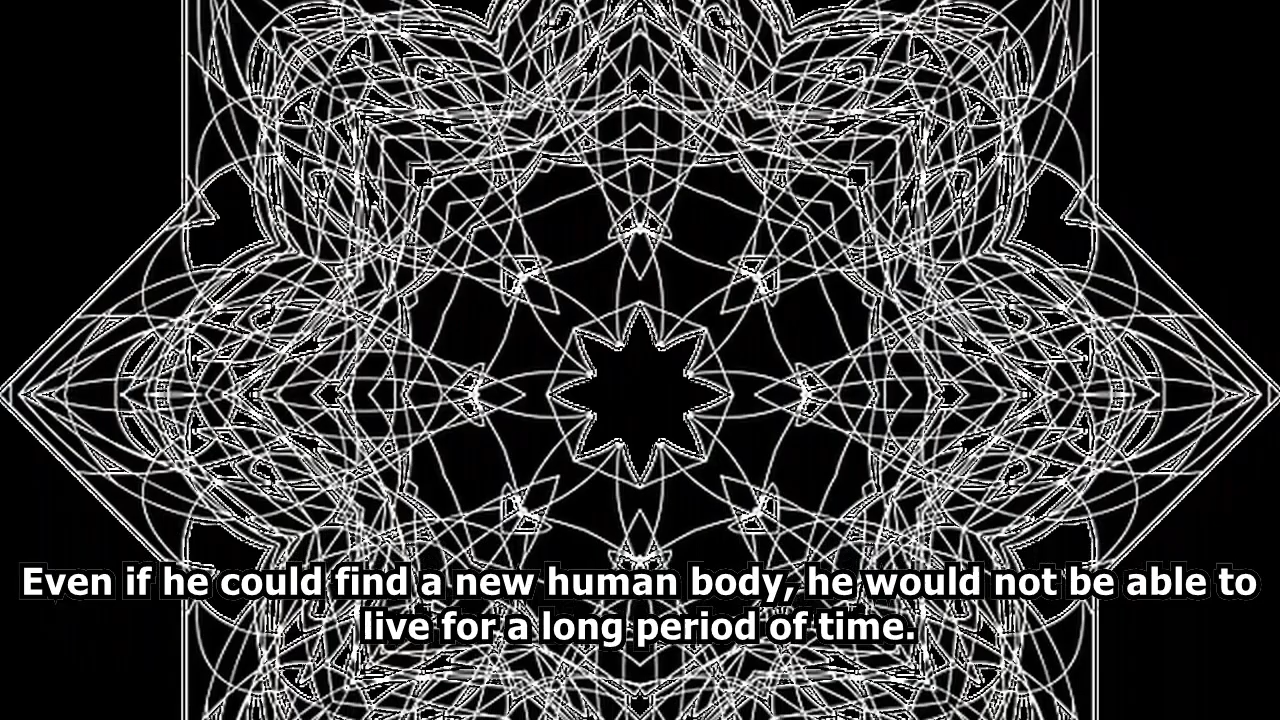 Even if he could find a new human body, he would not be able to
live for a long period of time.